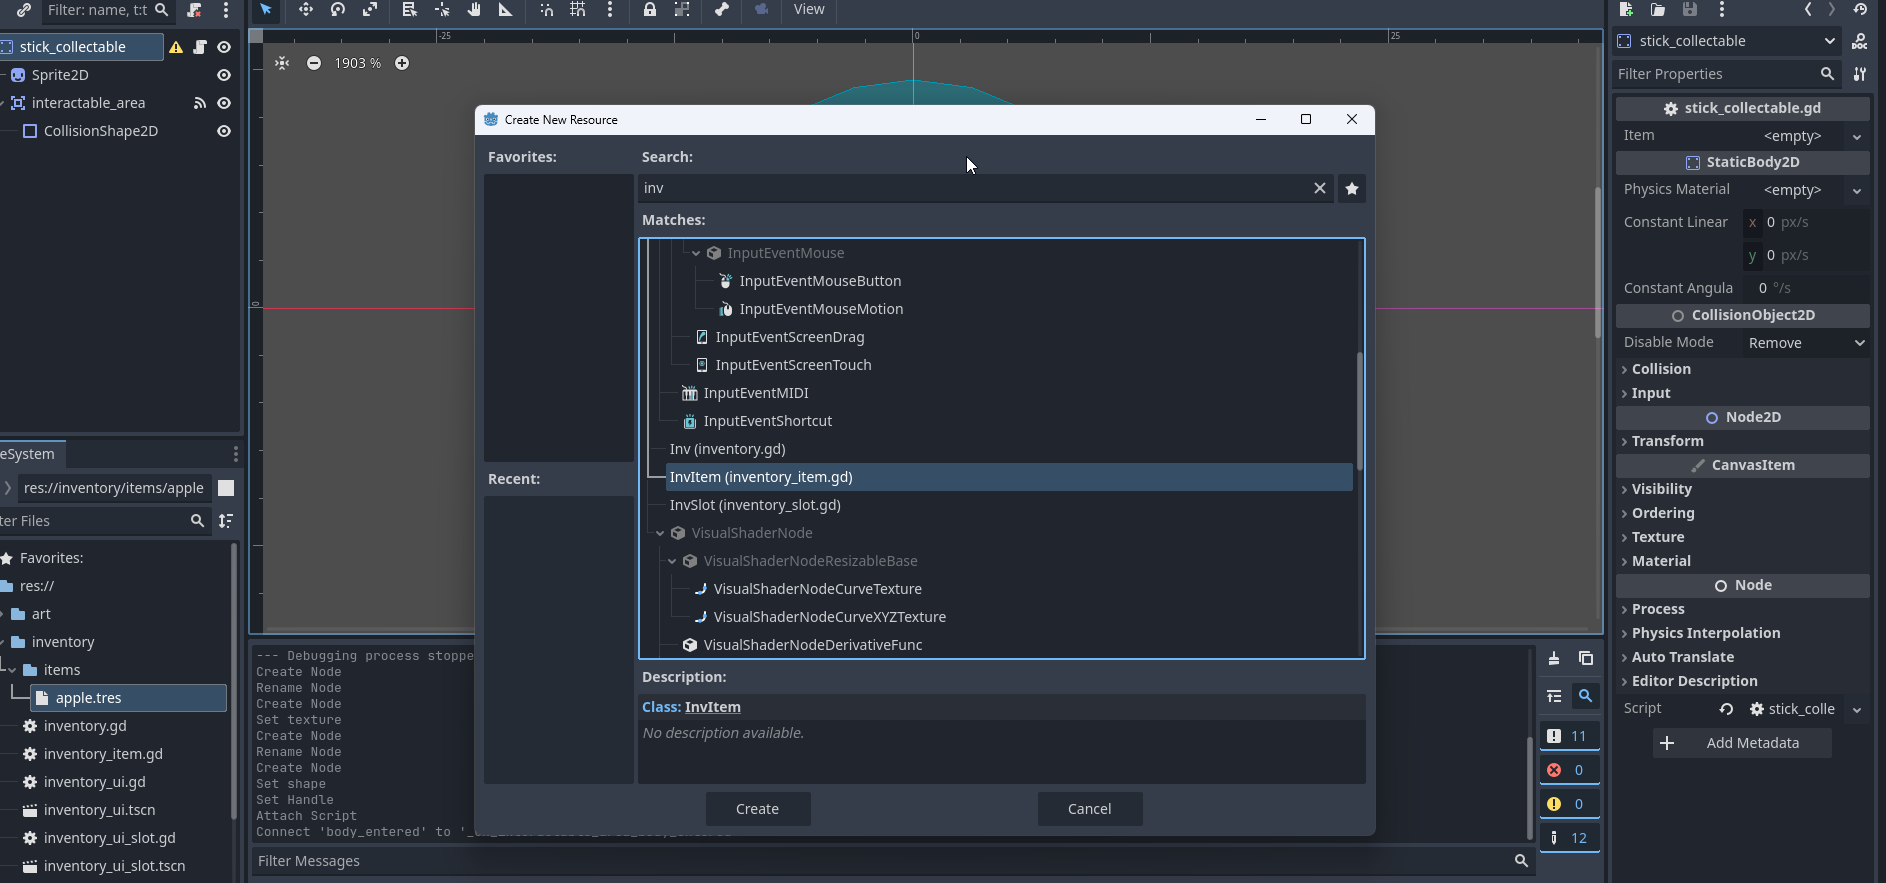 Filter: name, t:t
View
stick_collectable
Sprite2D
interactable_area
CollisionShape2D
eSystem
res://inventory/items/apple
ter Files
Favorites:
res://
art
inventory
items
apple.tres
inventory.gd
inventory_item.gd
inventory_ui.gd
inventory_ui.tscn
inventory_ui_slot.gd
inventory_ui_slot.tscn
-25
0
25
0
1903 %
Create New Resource
Favorites:
Recent:
Search:
inv
Matches:
InputEventMouse
InputEventMouseButton
InputEventMouseMotion
InputEventScreenDrag
InputEventScreenTouch
InputEventMIDI
InputEventShortcut
Inv (inventory.gd)
InvItem (inventory_item.gd)
InvSlot (inventory_slot.gd)
VisualShaderNode
VisualShaderNodeResizableBase
VisualShaderNodeCurveTexture
VisualShaderNodeCurveXYZTexture
VisualShaderNodeDerivativeFunc
Description:
Class: InvItem
No description available.
Create
Cancel
--- Debugging process stoppe
Create Node
Rename Node
Create Node
Set texture
Create Node
Rename Node
Create Node
Set shape
Set Handle
Attach Script
Connect 'body_entered' to
Filter Messages
11
0
0
12
stick_collectable
DOC
Filter Properties
stick_collectable.gd
Item <empty>
StaticBody2D
Physics Material <empty>
Constant Linear x 0 px/s
y 0 px/s
Constant Angula 0 °/s
CollisionObject2D
Disable Mode Remove
Collision
Input
Node2D
Transform
CanvasItem
Visibility
Ordering
Texture
Material
Node
Process
Physics Interpolation
Auto Translate
Editor Description
Script stick_colle
Add Metadata